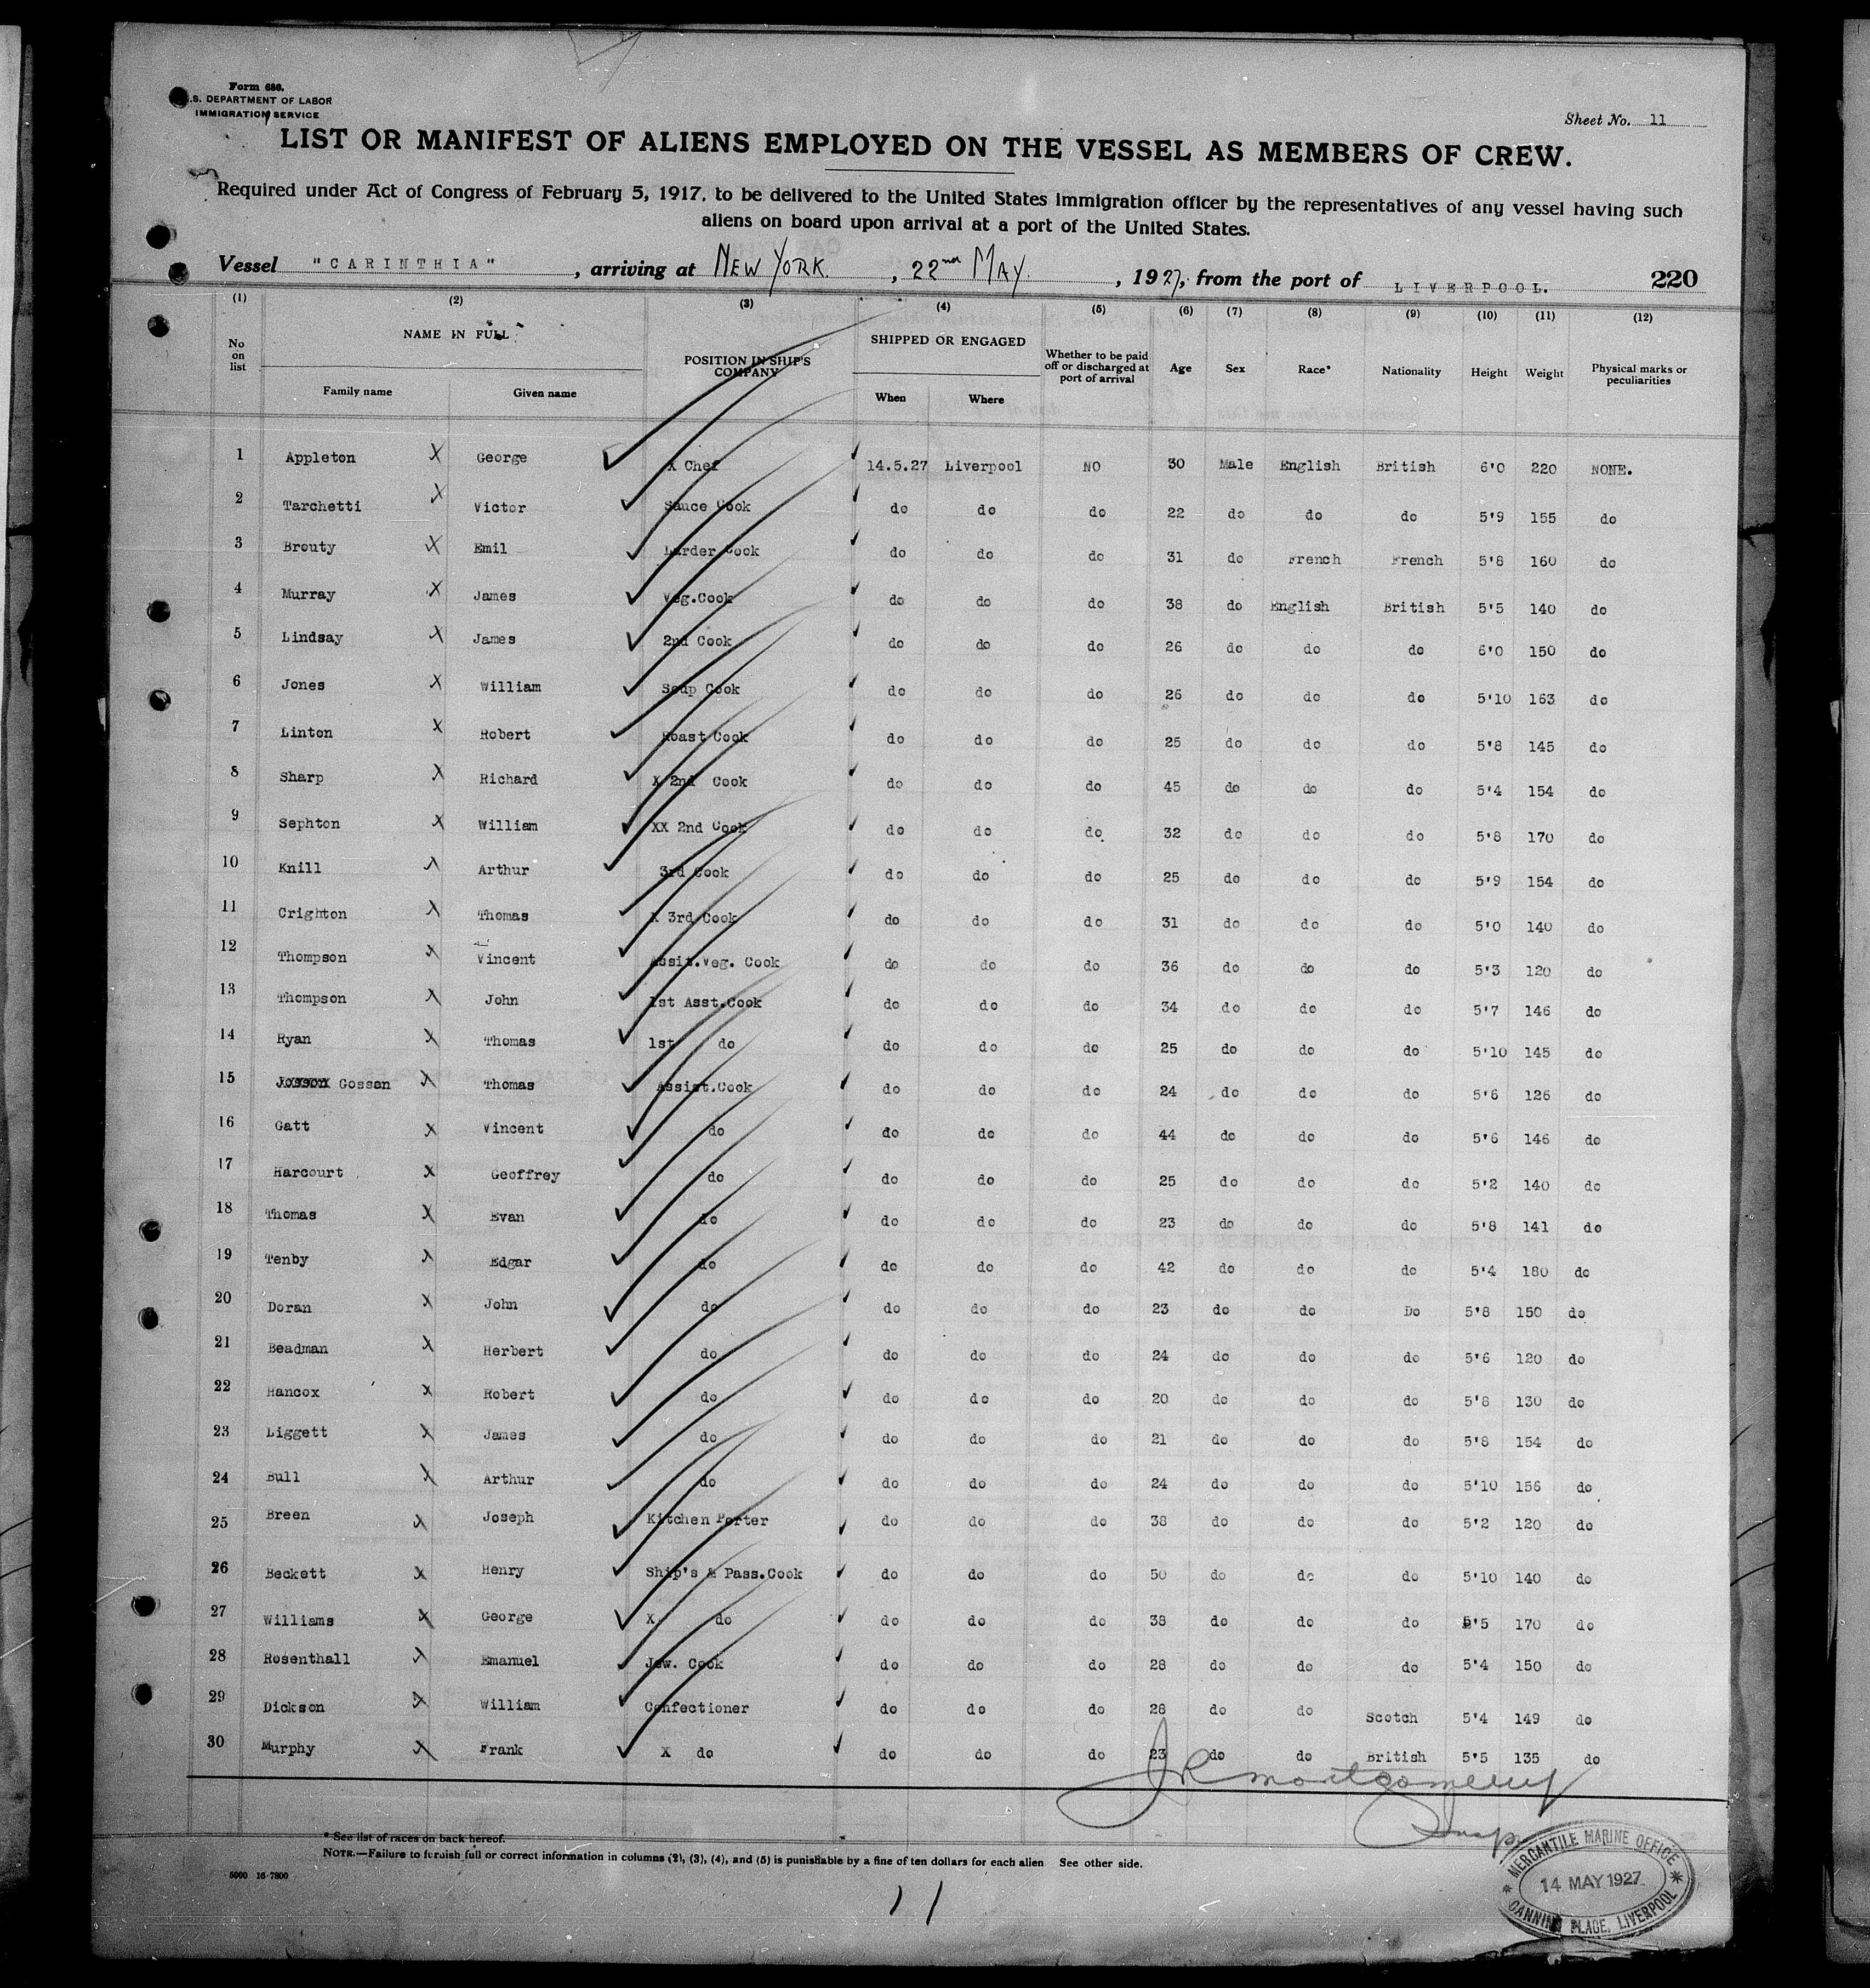 Form 686.
U.S. DEPARTMENT OF LABOR
IMMIGRATION SERVICE
Sheet No. 11
LIST OR MANIFEST OF ALIENS EMPLOYED ON THE VESSEL AS MEMBERS OF CREW.
Required under Act of Congress of February 5, 1917, to be delivered to the United States immigration officer by the representatives of any vessel having such
aliens on board upon arrival at a port of the United States.
Vessel "CARINTHIA", arriving at NEW YORK., 22nd MAY., 1927, from the port of LIVERPOOL. 220
(1) (2) (3) (4) (5) (6) (7) (8) (9) (10) (11) (12)
No on list NAME IN FULL POSITION IN SHIP'S COMPANY SHIPPED OR ENGAGED Whether to be paid off or discharged at port of arrival Age Sex Race* Nationality Height Weight Physical marks or peculiarities
Family name Given name When Where
1 Appleton X George X Chef 14.5.27 Liverpool NO 30 Male English British 6'0 220 NONE.
2 Tarchetti X Victor Sauce Cook do do do 22 do do do 5'9 155 do
3 Brouty X Emil Larder Cook do do do 31 do French French 5'8 160 do
4 Murray X James Veg.Cook do do do 38 do English British 5'5 140 do
5 Lindsay X James 2nd Cook do do do 26 do do do 6'0 150 do
6 Jones X William Soup Cook do do do 26 do do do 5'10 163 do
7 Linton X Robert Roast Cook do do do 25 do do do 5'8 145 do
8 Sharp X Richard X 2nd Cook do do do 45 do do do 5'4 154 do
9 Sephton X William XX 2nd Cook do do do 32 do do do 5'8 170 do
10 Knill X Arthur 3rd Cook do do do 25 do do do 5'9 154 do
11 Crighton X Thomas X 3rd Cook do do do 31 do do do 5'0 140 do
12 Thompson X Vincent Assit.Veg. Cook do do do 36 do do do 5'3 120 do
13 Thompson X John 1st Asst.Cook do do do 34 do do do 5'7 146 do
14 Ryan X Thomas 1st do do do do 25 do do do 5'10 145 do
15 Gossan X Thomas Assist.Cook do do do 24 do do do 5'6 126 do
16 Gatt X Vincent do do do do 44 do do do 5'6 146 do
17 Harcourt X Geoffrey do do do do 25 do do do 5'2 140 do
18 Thomas X Evan do do do do 23 do do do 5'8 141 do
19 Tenby X Edgar do do do do 42 do do do 5'4 180 do
20 Doran X John do do do do 23 do do Do 5'8 150 do
21 Beadman X Herbert do do do do 24 do do do 5'6 120 do
22 Hancox X Robert do do do do 20 do do do 5'8 130 do
23 Liggett X James do do do do 21 do do do 5'8 154 do
24 Bull X Arthur do do do do 24 do do do 5'10 156 do
25 Breen X Joseph Kitchen Porter do do do 38 do do do 5'2 120 do
26 Beckett X Henry Ship's & Pass.Cook do do do 50 do do do 5'10 140 do
27 Williams X George X do do do do 38 do do do 5'5 170 do
28 Rosenthall X Emanuel Jew. Cook do do do 28 do do do 5'4 150 do
29 Dickson X William Confectioner do do do 28 do do Scotch 5'4 149 do
30 Murphy X Frank X do do do do 23 do do British 5'5 135 do
JR Montgomery
Insp
* See list of races on back hereof.
NOTE.—Failure to furnish full or correct information in columns (2), (3), (4), and (5) is punishable by a fine of ten dollars for each alien See other side.
5000 16-7800
11
MERCANTILE MARINE OFFICE
14 MAY 1927
CANNING PLACE, LIVERPOOL